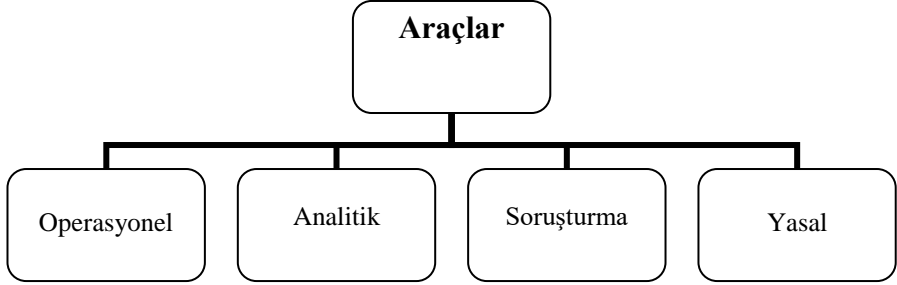 Araçlar
Operasyonel
Analitik
Soruşturma
Yasal